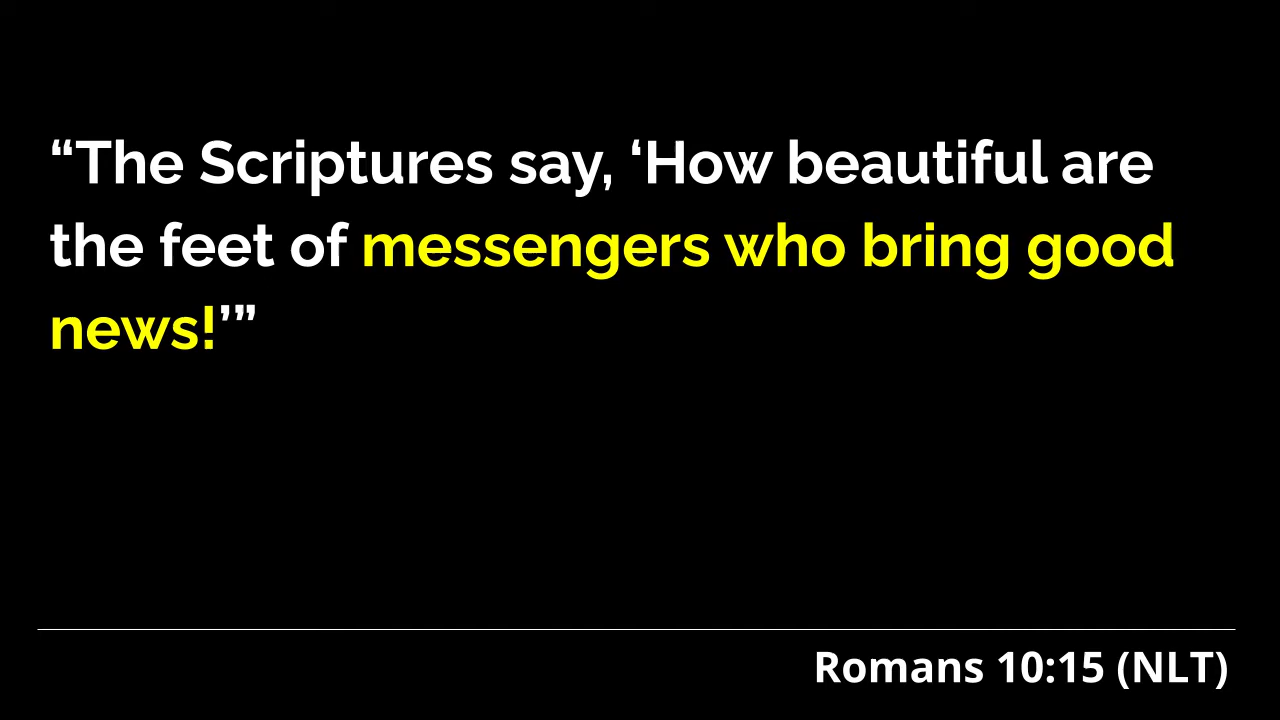 “The Scriptures say, ‘How beautiful are
the feet of messengers who bring good
news!’”
Romans 10:15 (NLT)